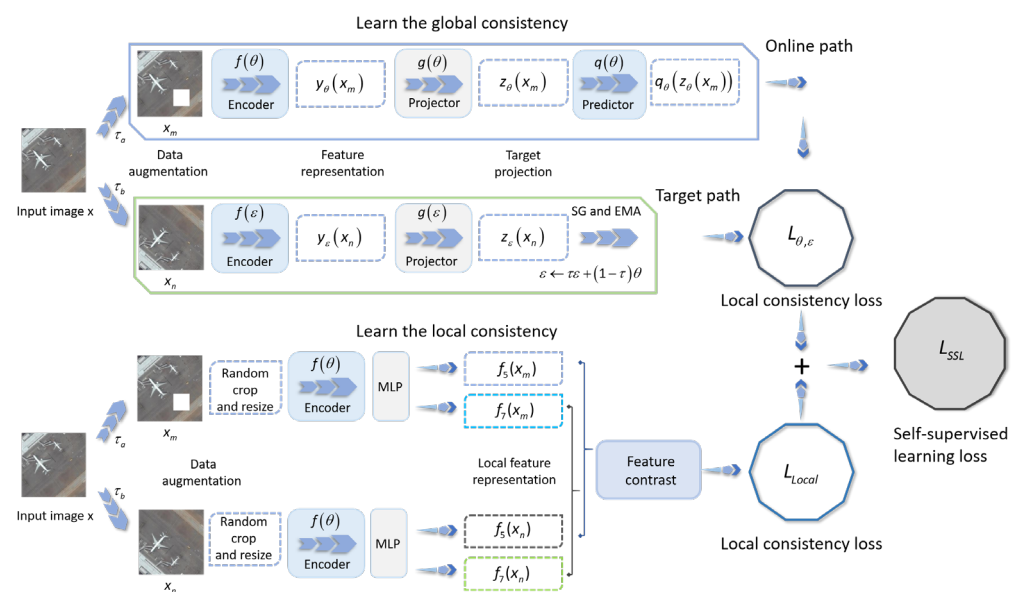 Learn the global consistency
Online path
f(θ)
g(θ)
q(θ)
y_θ(x_m)
z_θ(x_m)
q_θ(z_θ(x_m))
Encoder
Projector
Predictor
τ_a
x_m
Data
augmentation
Feature
representation
Target
projection
τ_b
Input image x
Target path
f(ε)
g(ε)
SG and EMA
y_ε(x_n)
z_ε(x_n)
Encoder
Projector
ε ← τε + (1 − τ)θ
x_n
L_θ,ε
Local consistency loss
Learn the local consistency
Random
crop
and resize
f(θ)
Encoder
MLP
f_5(x_m)
f_7(x_m)
+
L_SSL
Self-supervised
learning loss
τ_a
x_m
Data
augmentation
Local feature
representation
Feature
contrast
L_Local
Local consistency loss
τ_b
Input image x
Random
crop
and resize
f(θ)
Encoder
MLP
f_5(x_n)
f_7(x_n)
x_n